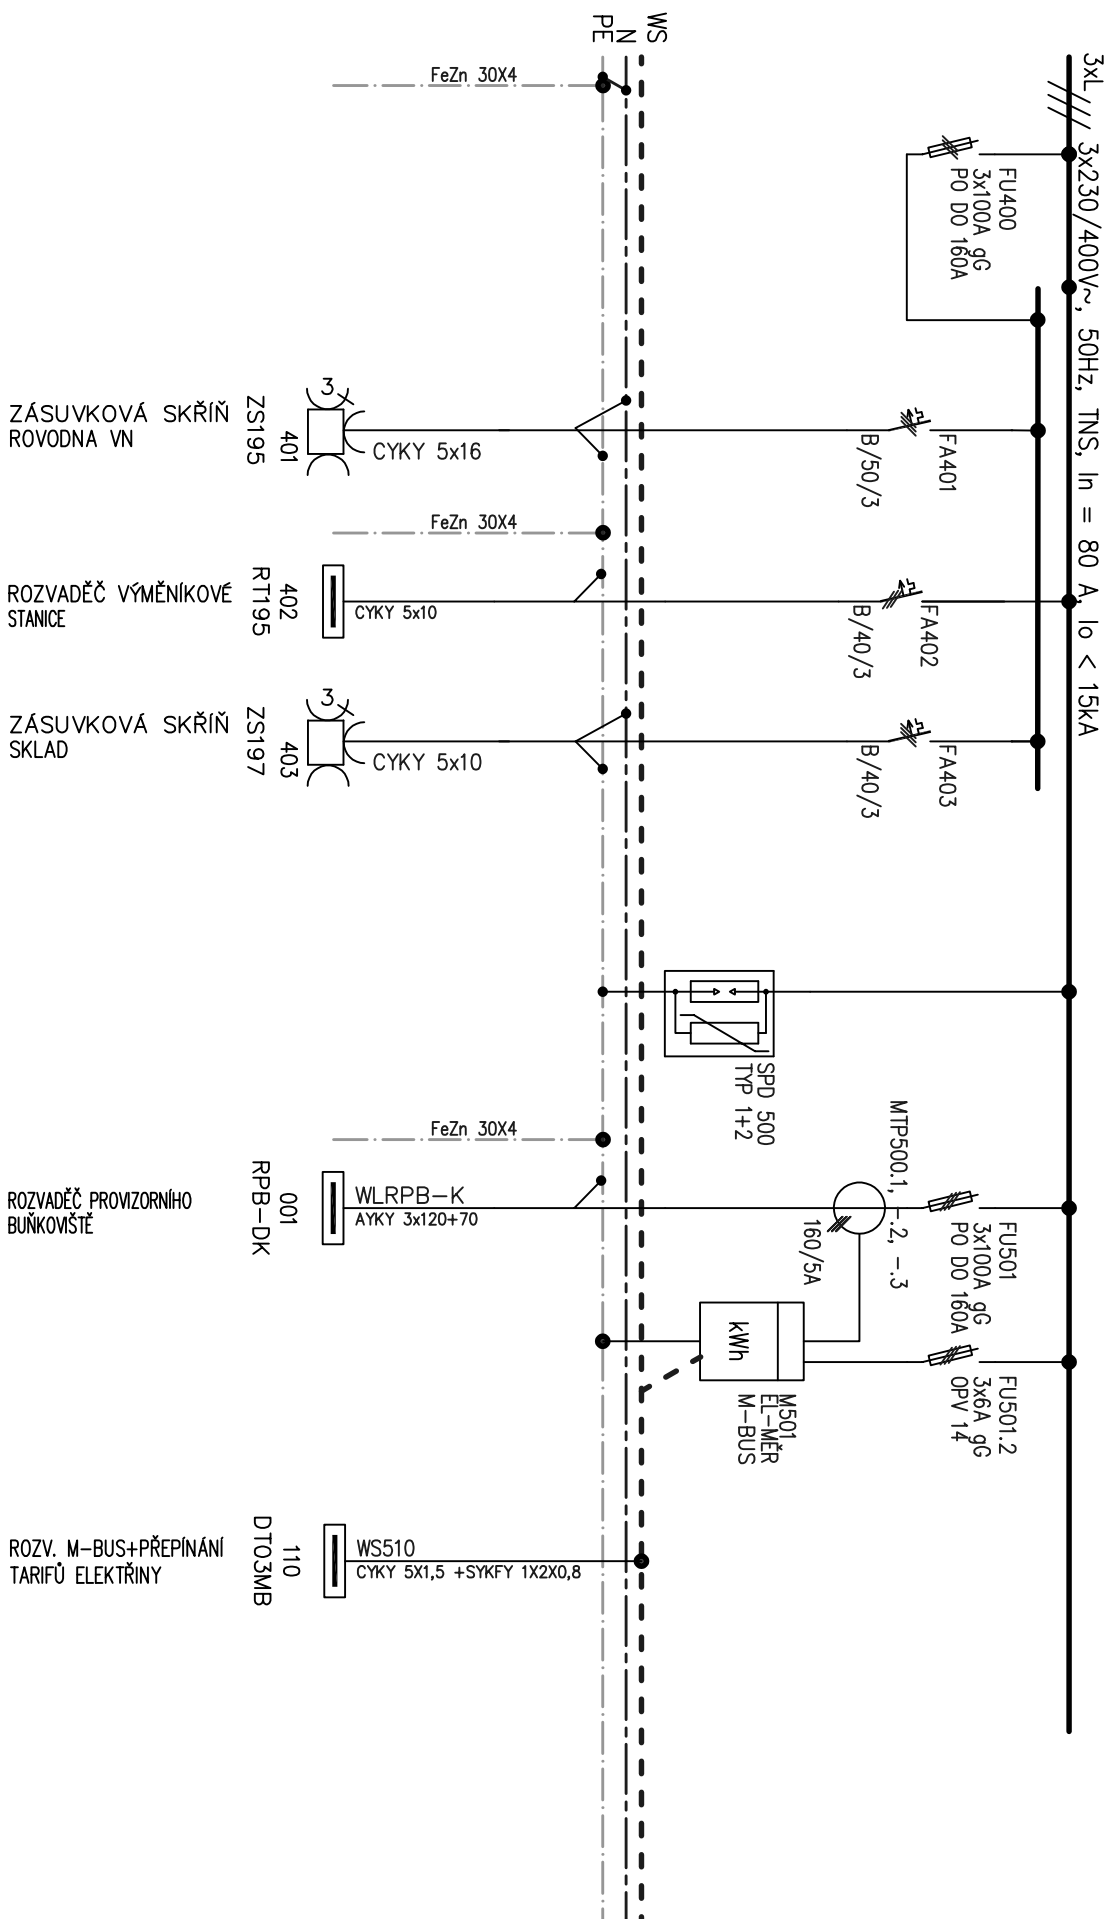 3xL
3x230/400V~, 50Hz, TNS, In = 80 A, Io < 15kA
WS
N
PE
FeZn 30X4
FU400
3x100A gG
PO DO 160A
FA401
B/50/3
CYKY 5x16
3
401
ZS195
ZÁSUVKOVÁ SKŘÍŇ
ROVODNA VN
FeZn 30X4
FA402
B/40/3
CYKY 5x10
402
RT195
ROZVADĚČ VÝMĚNÍKOVÉ
STANICE
FA403
B/40/3
CYKY 5x10
3
403
ZS197
ZÁSUVKOVÁ SKŘÍŇ
SKLAD
SPD 500
TYP 1+2
FeZn 30X4
FU501
3x100A gG
PO DO 160A
MTP500.1, -.2, -.3
160/5A
WLRPB-K
AYKY 3x120+70
001
RPB-DK
ROZVADĚČ PROVIZORNÍHO
BUŇKOVIŠTĚ
FU501.2
3x6A gG
OPV 14
kWh
M501
EL-MĚR
M-BUS
WS510
CYKY 5X1,5 +SYKFY 1X2X0,8
110
DT03MB
ROZV. M-BUS+PŘEPÍNÁNÍ
TARIFŮ ELEKTŘINY